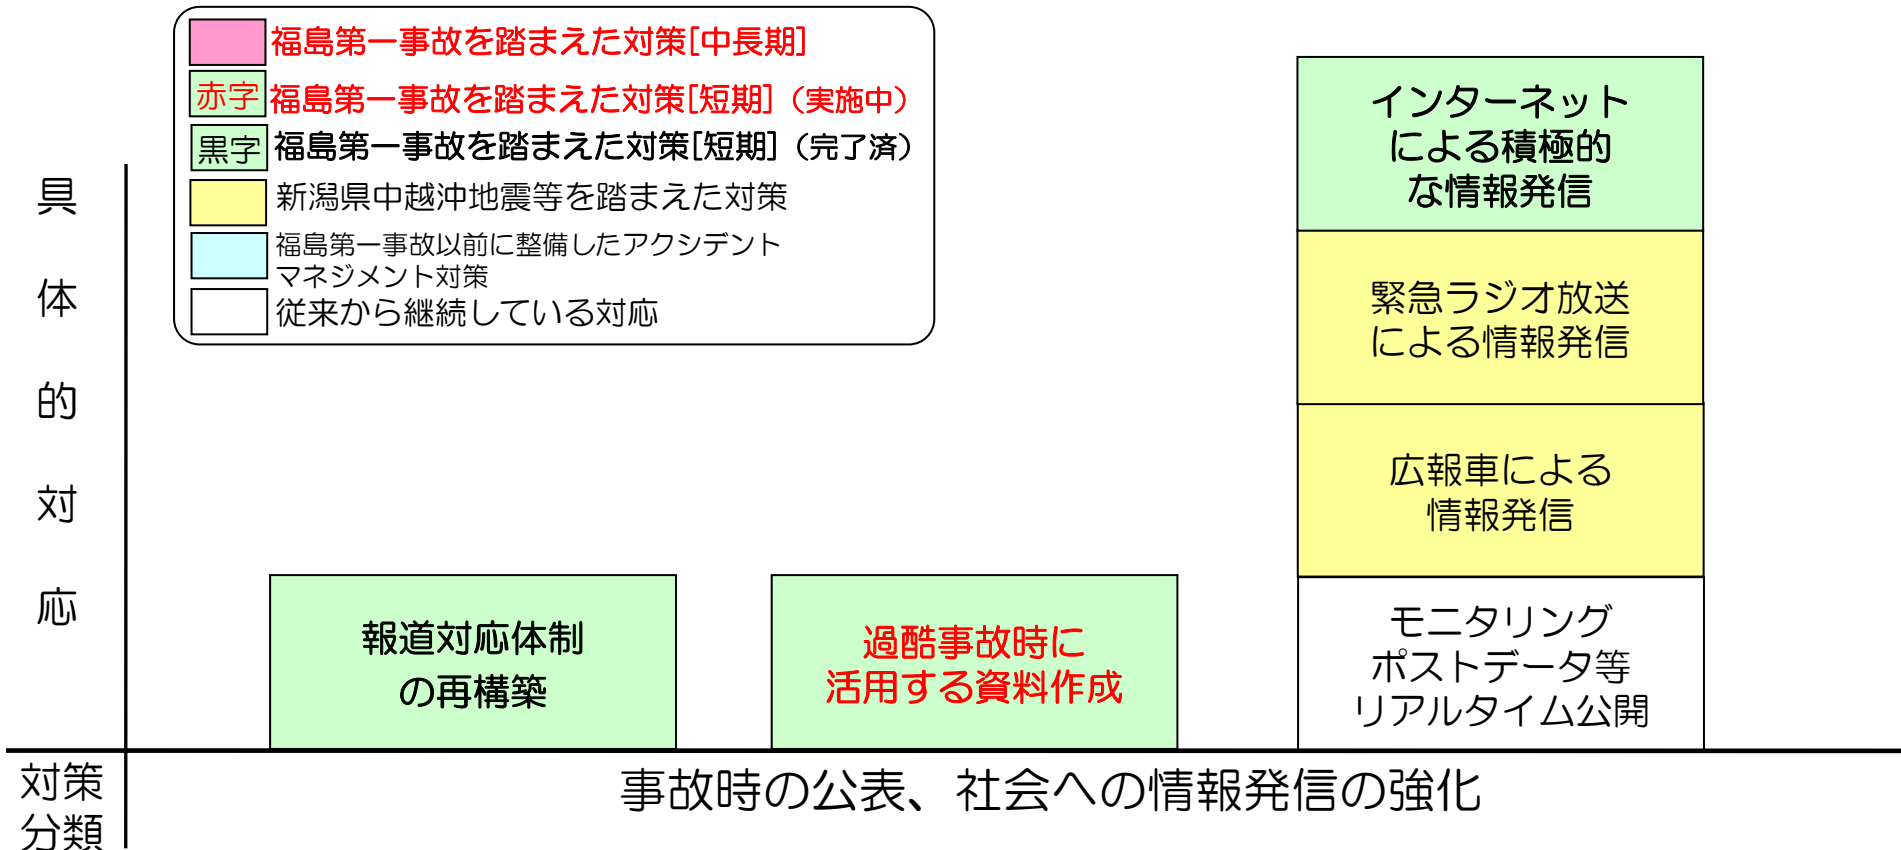 福島第一事故を踏まえた対策[中長期]
赤字 福島第一事故を踏まえた対策[短期]（実施中）
黒字 福島第一事故を踏まえた対策[短期]（完了済）
新潟県中越沖地震等を踏まえた対策
福島第一事故以前に整備したアクシデント
マネジメント対策
従来から継続している対応
具
体
的
対
応
インターネット
による積極的
な情報発信
緊急ラジオ放送
による情報発信
広報車による
情報発信
報道対応体制
の再構築
過酷事故時に
活用する資料作成
モニタリング
ポストデータ等
リアルタイム公開
対策
分類
事故時の公表、社会への情報発信の強化